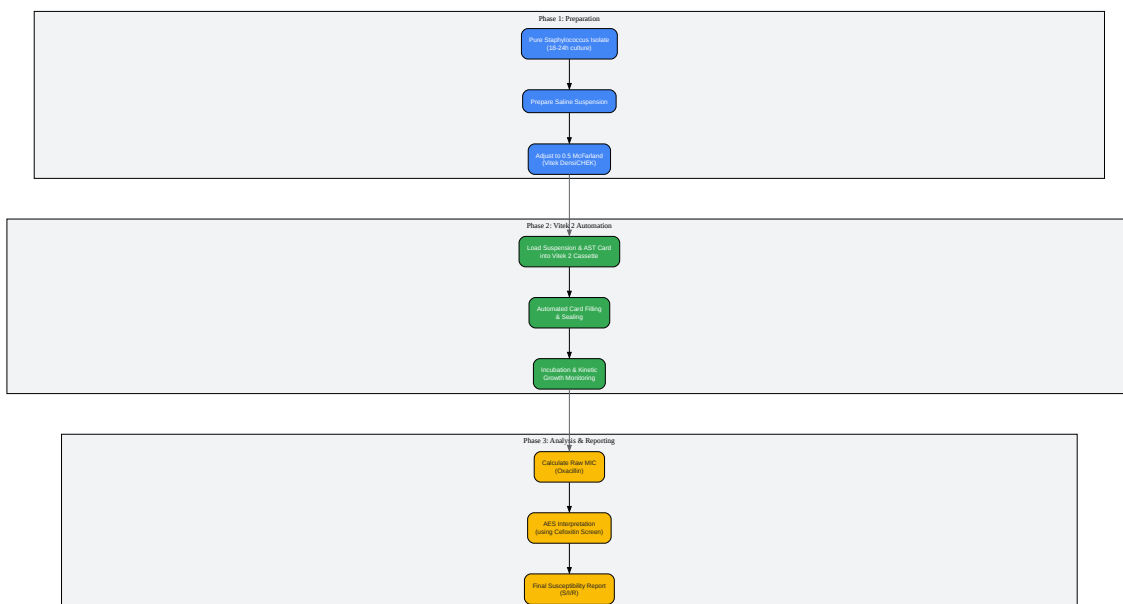 Phase 1: Preparation
Pure Staphylococcus Isolate
(18-24h culture)
Prepare Saline Suspension
Adjust to 0.5 McFarland
(Vitek DensiCHEK)
Phase 2: Vitek 2 Automation
Load Suspension & AST Card
into Vitek 2 Cassette
Automated Card Filling
& Sealing
Incubation & Kinetic
Growth Monitoring
Phase 3: Analysis & Reporting
Calculate Raw MIC
(Oxacillin)
AES Interpretation
(using Cefoxitin Screen)
Final Susceptibility Report
(S/I/R)